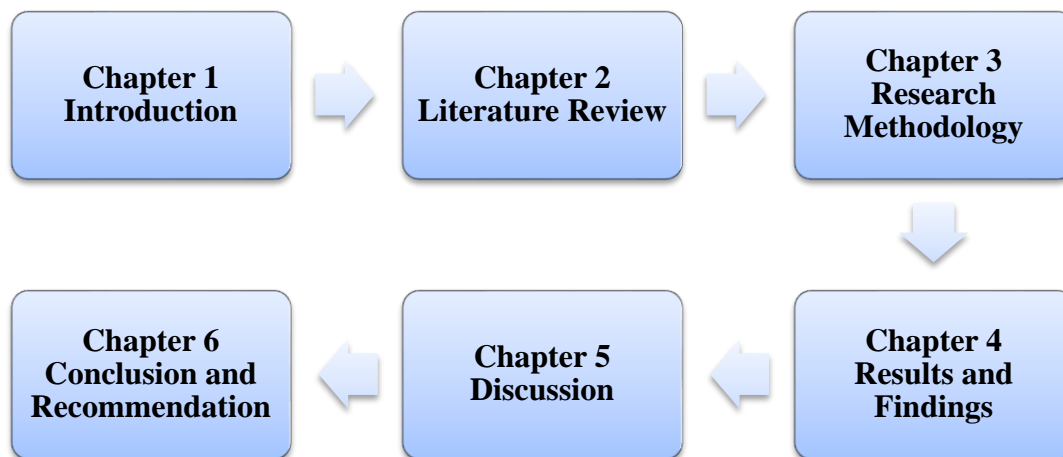 Chapter 1
Introduction
Chapter 2
Literature Review
Chapter 3
Research
Methodology
Chapter 4
Results and
Findings
Chapter 5
Discussion
Chapter 6
Conclusion and
Recommendation